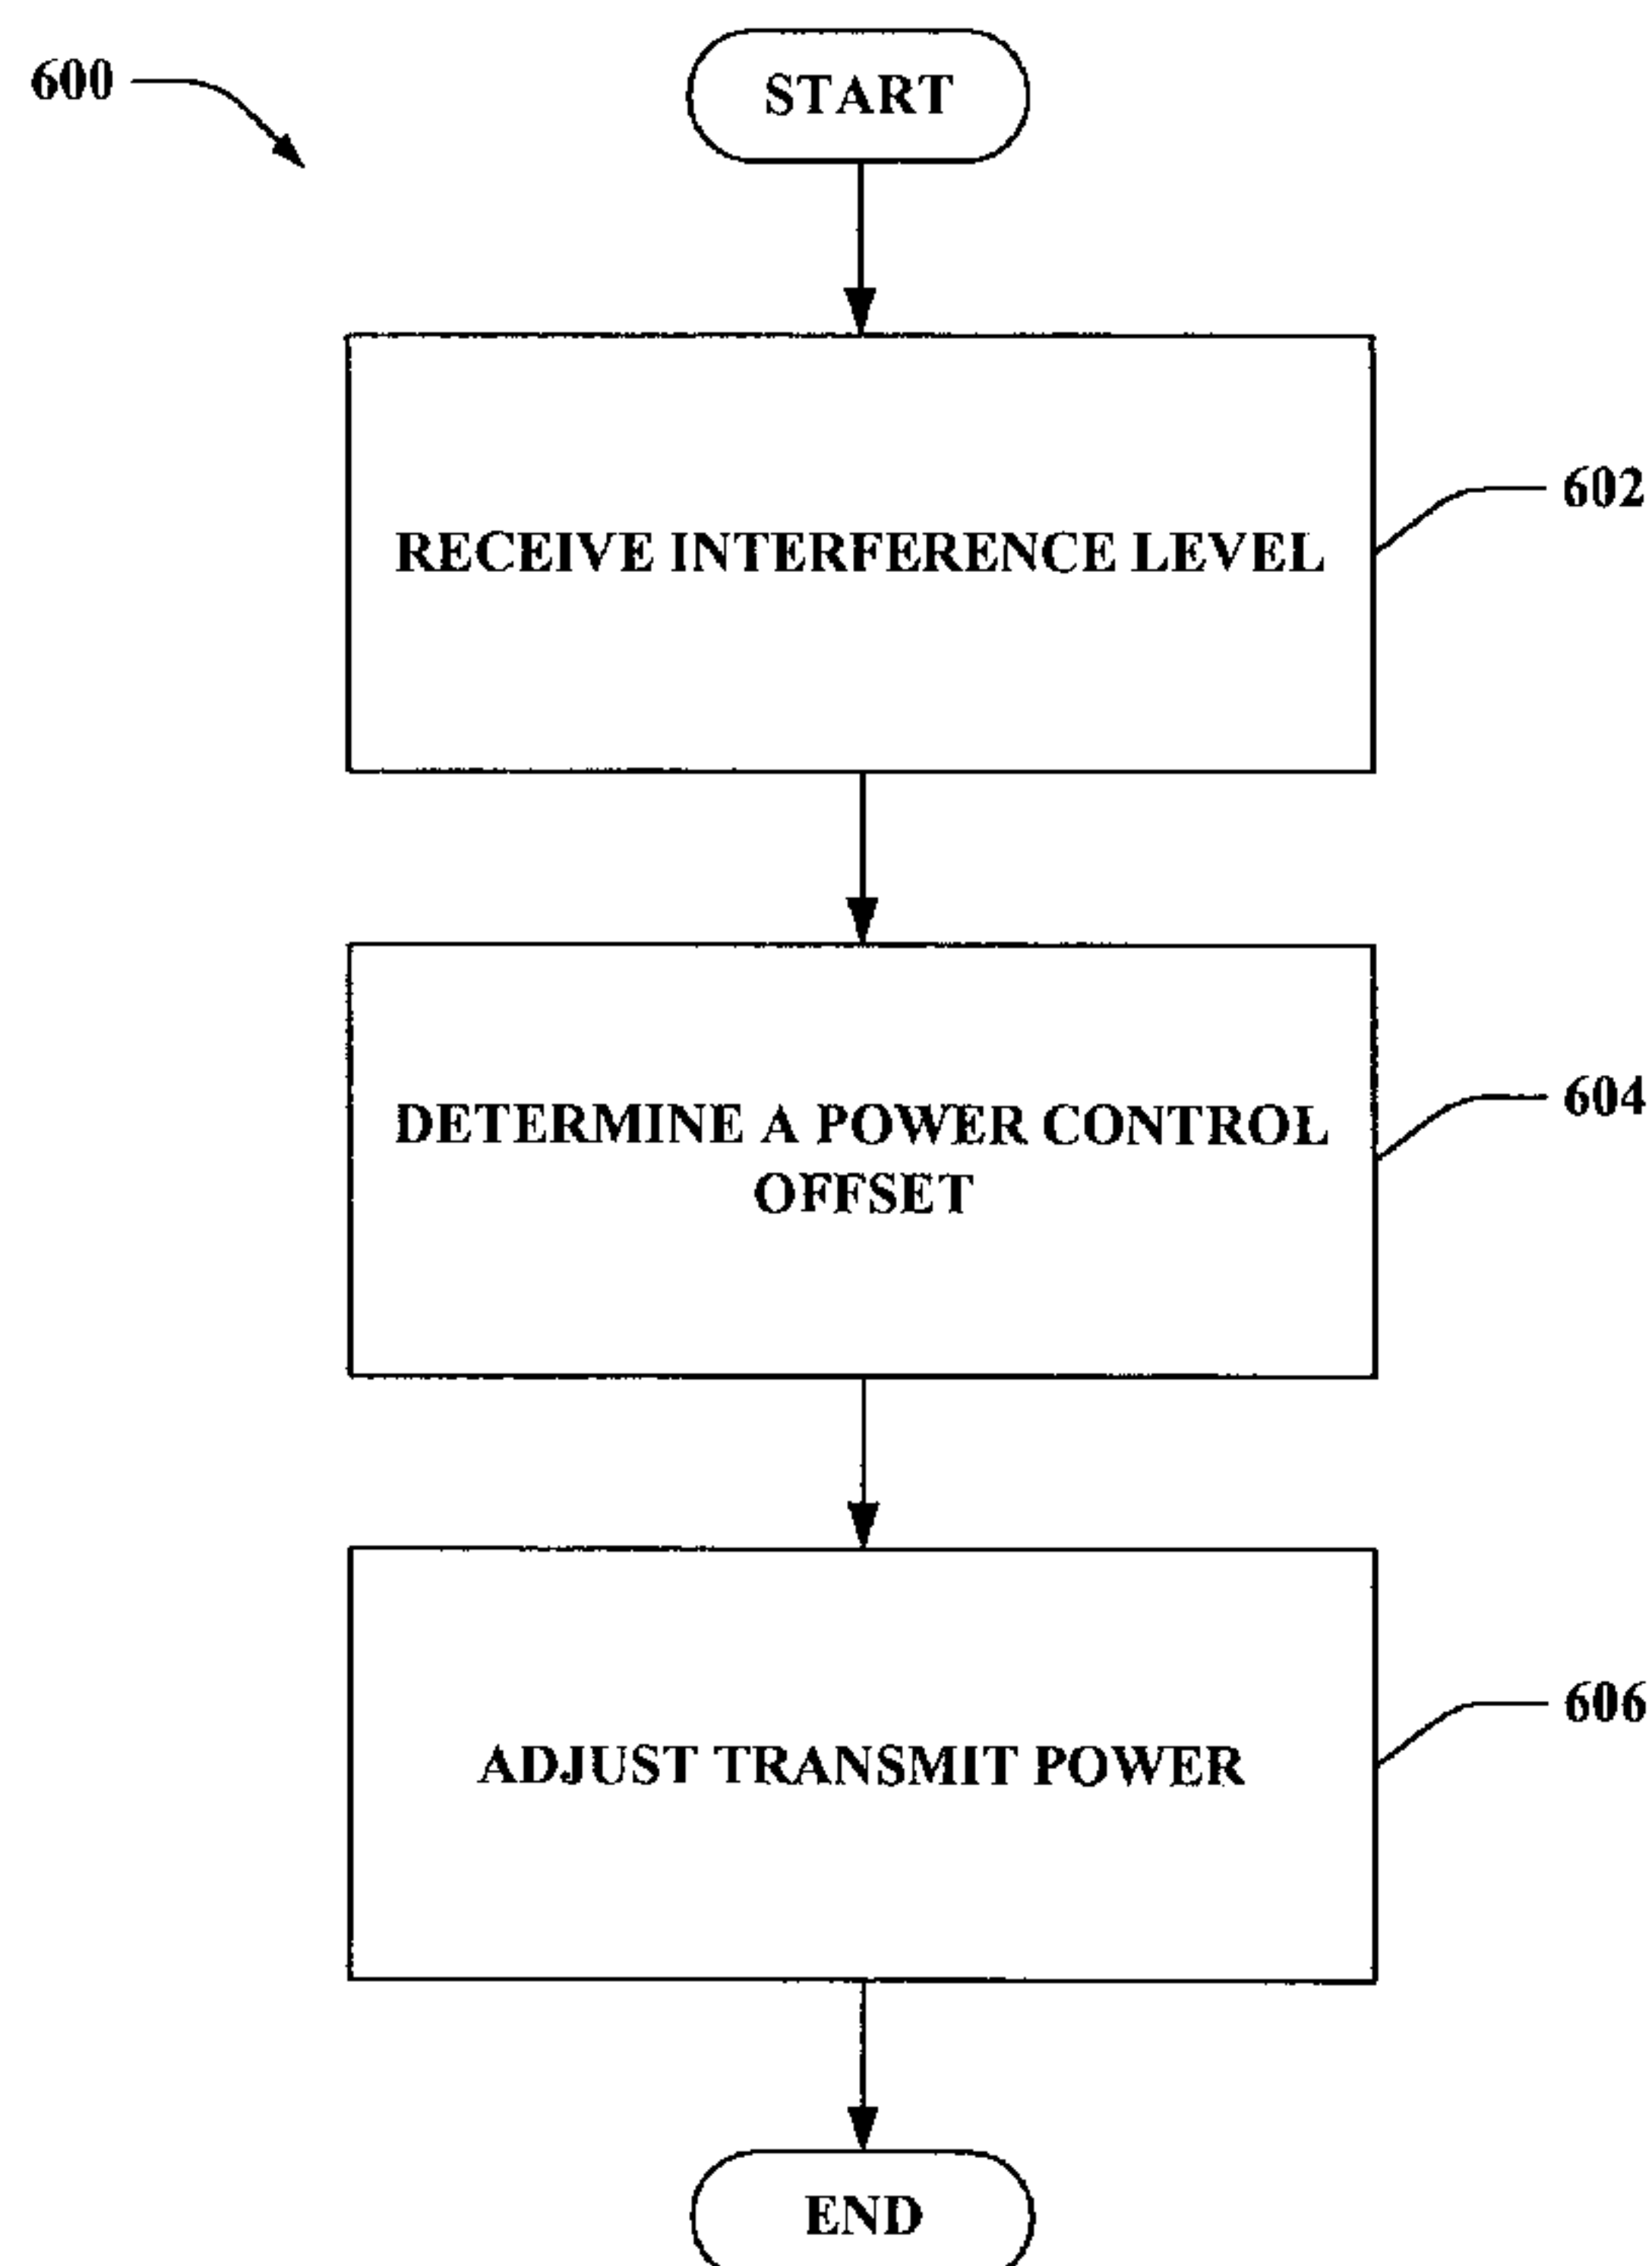 600
START
RECEIVE INTERFERENCE LEVEL
602
DETERMINE A POWER CONTROL
OFFSET
604
ADJUST TRANSMIT POWER
606
END